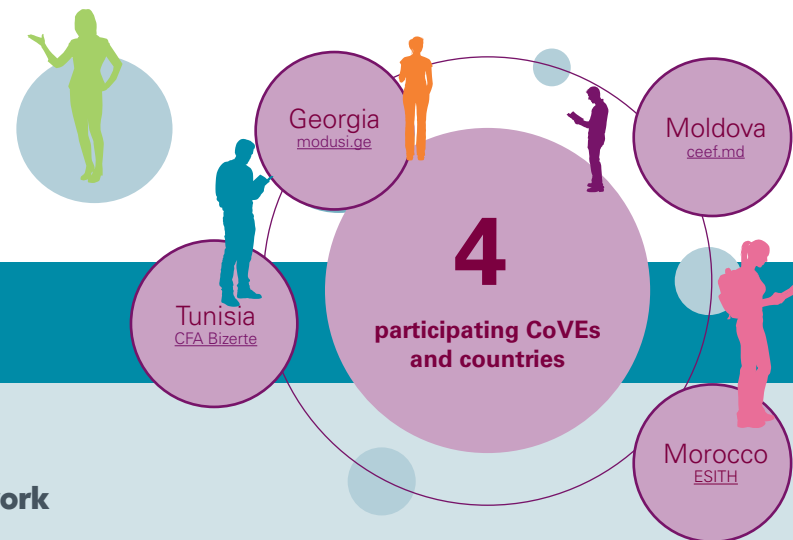 Georgia
modusi.ge
Moldova
ceef.md
4
participating CoVEs
and countries
Tunisia
CFA Bizerte
Morocco
ESITH
ork